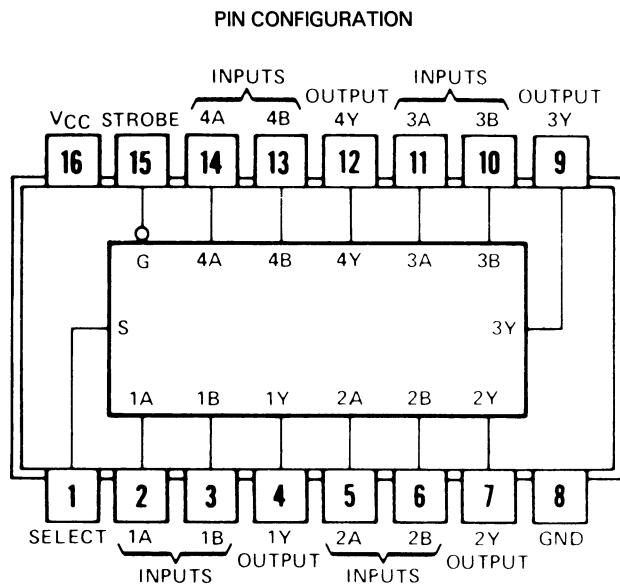 PIN CONFIGURATION
INPUTS INPUTS
VCC STROBE 4A 4B OUTPUT 4Y 3A 3B OUTPUT 3Y
16 15 14 13 12 11 10 9
G 4A 4B 4Y 3A 3B
S 3Y
1A 1B 1Y 2A 2B 2Y
1 2 3 4 5 6 7 8
SELECT 1A 1B 1Y 2A 2B 2Y GND
INPUTS OUTPUT INPUTS OUTPUT